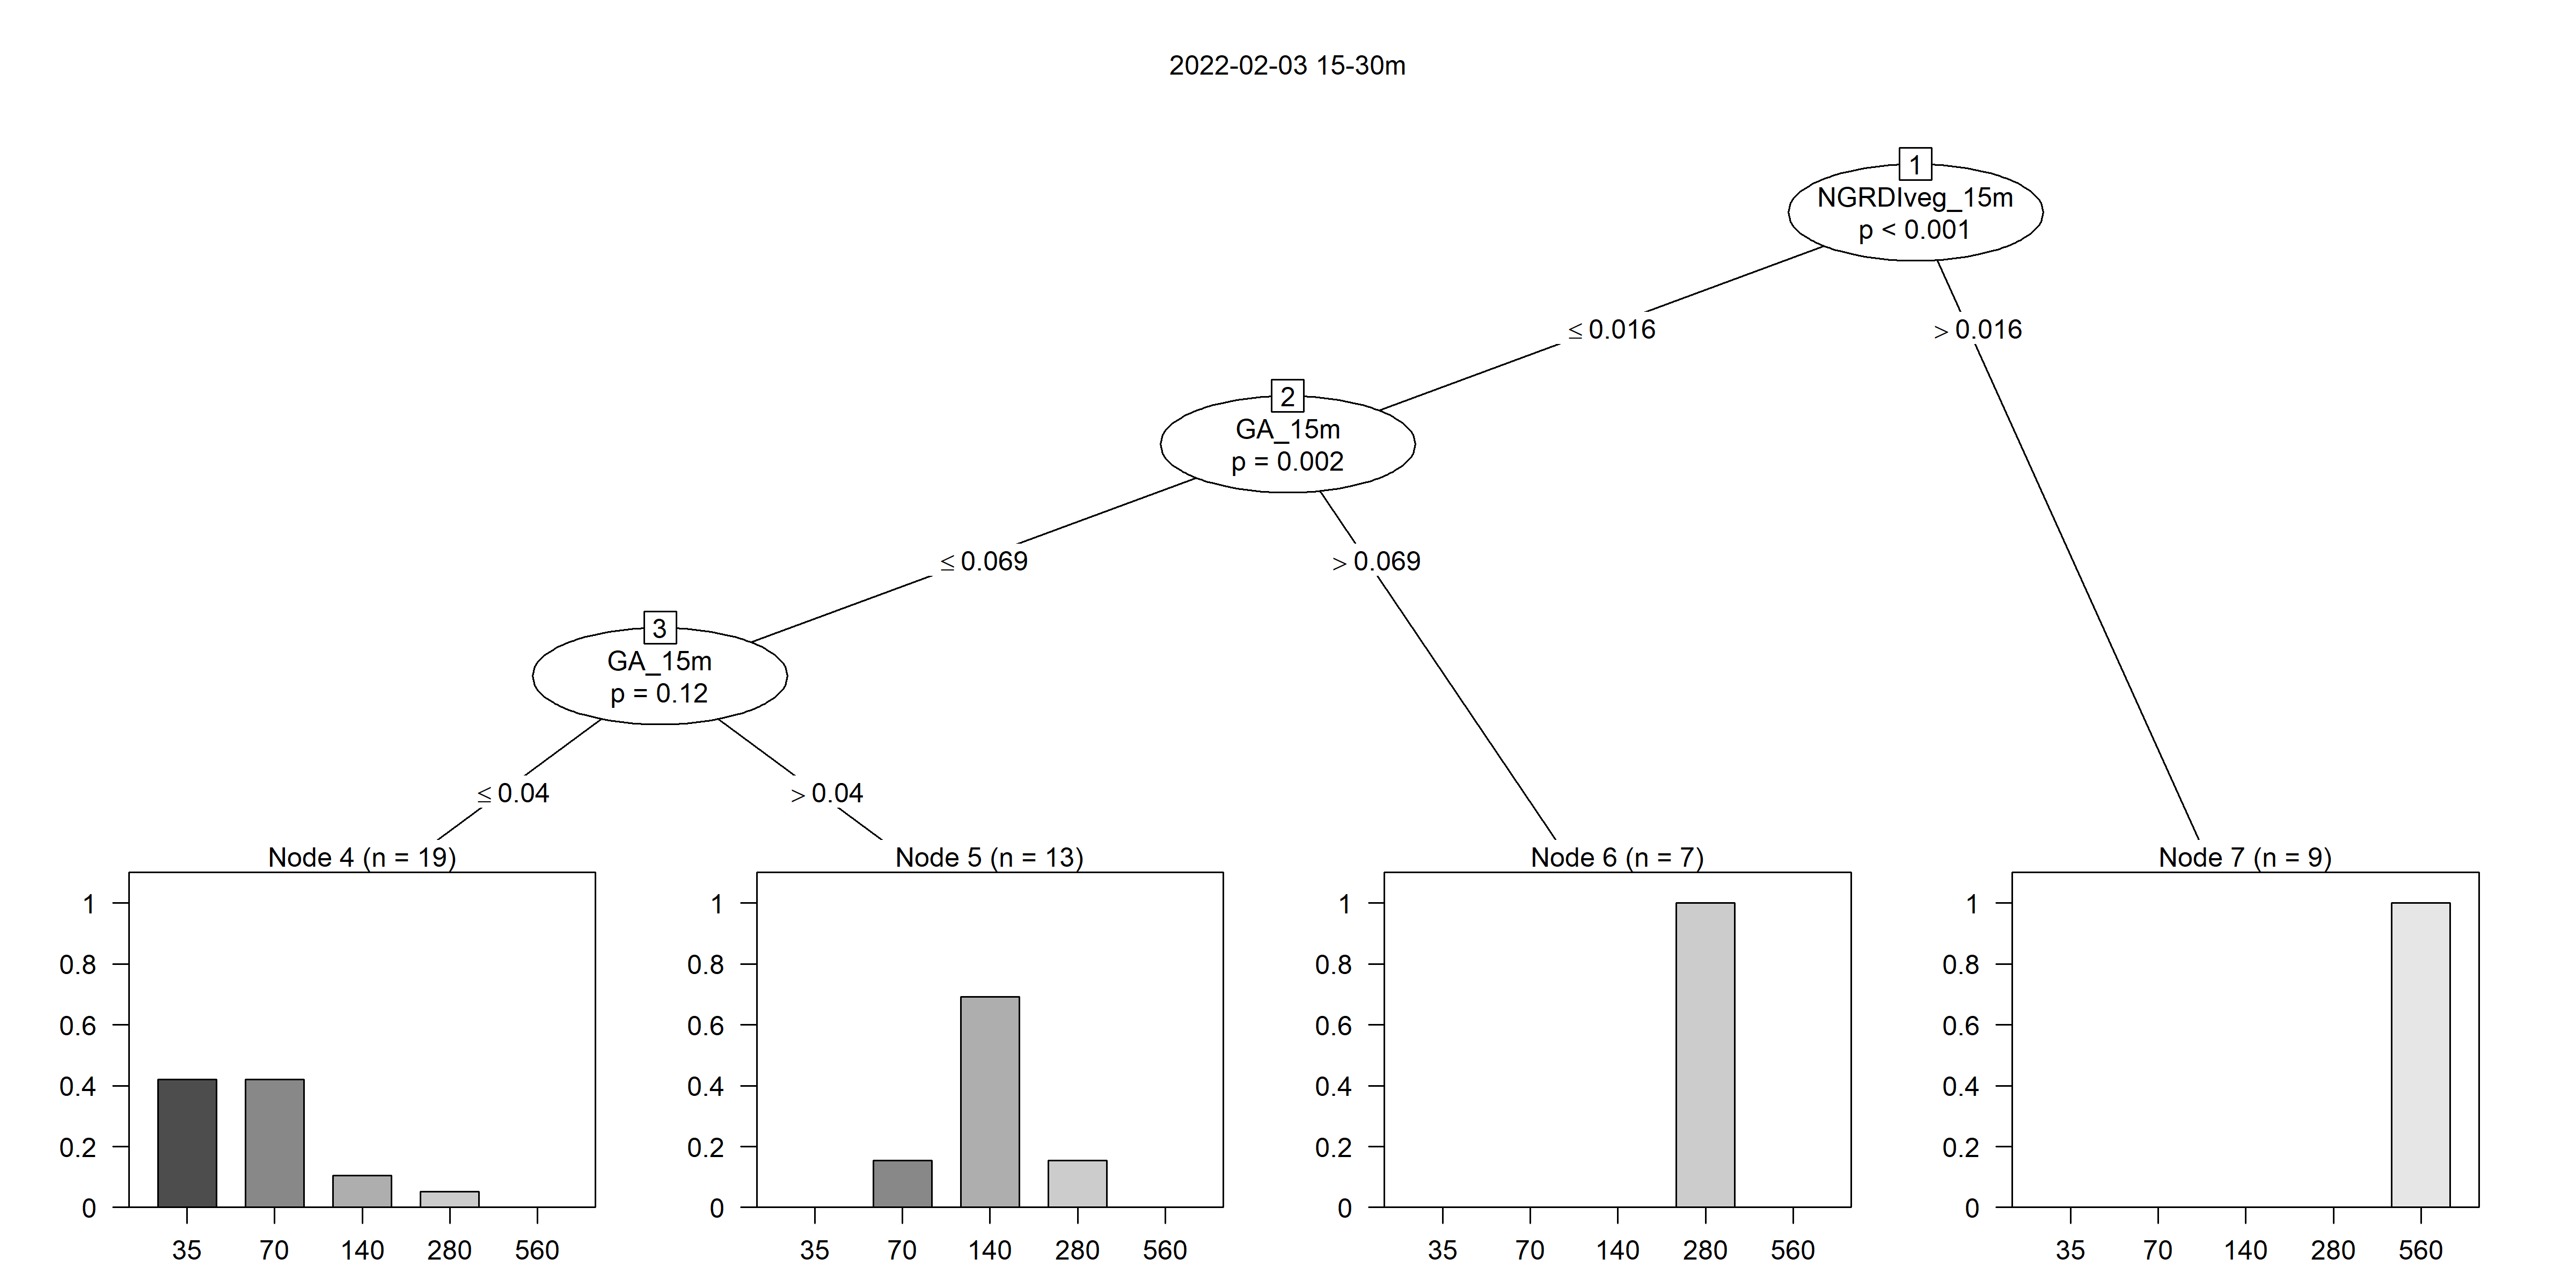 2022-02-03 15-30m
1
NGRDIveg_15m
p < 0.001
≤ 0.016
> 0.016
2
GA_15m
p = 0.002
≤ 0.069
> 0.069
3
GA_15m
p = 0.12
≤ 0.04
> 0.04
Node 4 (n = 19)
1
0.8
0.6
0.4
0.2
0
35 70 140 280 560
Node 5 (n = 13)
1
0.8
0.6
0.4
0.2
0
35 70 140 280 560
Node 6 (n = 7)
1
0.8
0.6
0.4
0.2
0
35 70 140 280 560
Node 7 (n = 9)
1
0.8
0.6
0.4
0.2
0
35 70 140 280 560